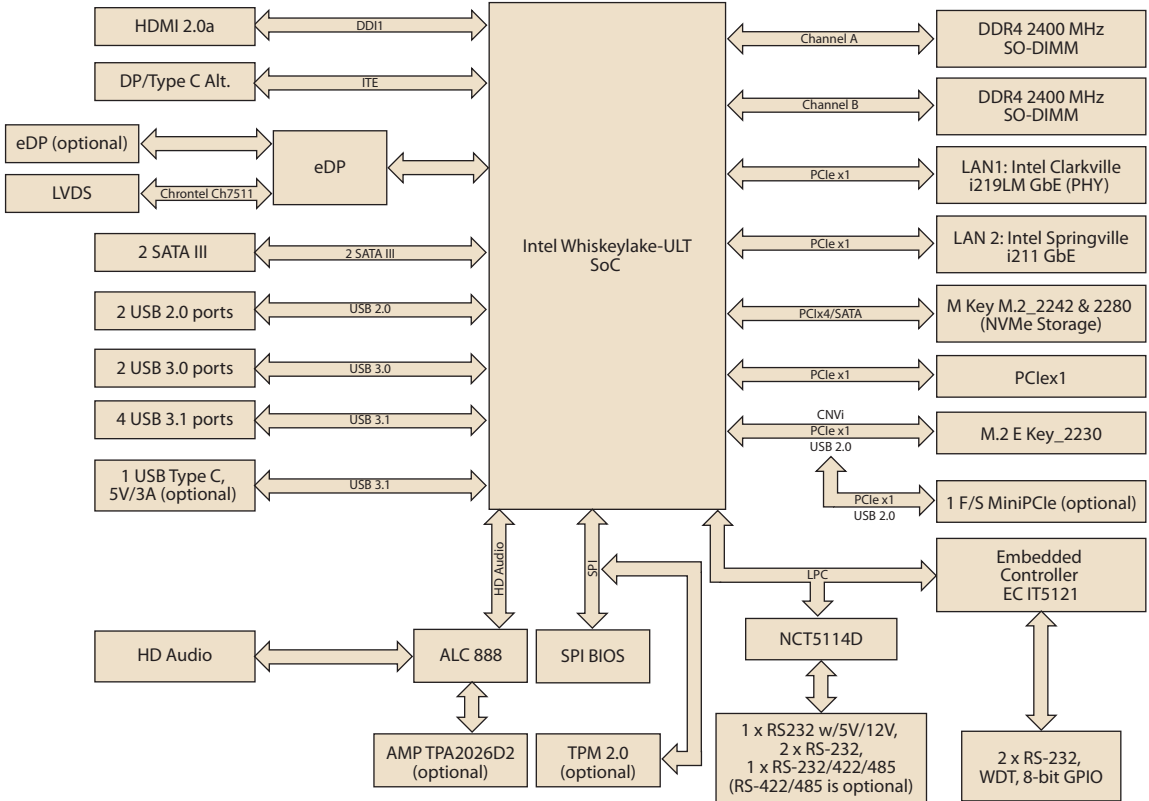 HDMI 2.0a
DDI1
DP/Type C Alt.
ITE
eDP (optional)
eDP
LVDS
Chrontel Ch7511
2 SATA III
2 SATA III
2 USB 2.0 ports
USB 2.0
2 USB 3.0 ports
USB 3.0
4 USB 3.1 ports
USB 3.1
1 USB Type C,
5V/3A (optional)
USB 3.1
Intel Whiskeylake-ULT
SoC
Channel A
DDR4 2400 MHz
SO-DIMM
Channel B
DDR4 2400 MHz
SO-DIMM
PCIe x1
LAN1: Intel Clarkville
i219LM GbE (PHY)
PCIe x1
LAN 2: Intel Springville
i211 GbE
PCIx4/SATA
M Key M.2_2242 & 2280
(NVMe Storage)
PCIe x1
PCIex1
CNVi
PCIe x1
USB 2.0
M.2 E Key_2230
PCIe x1
USB 2.0
1 F/S MiniPCIe (optional)
HD Audio
SPI
LPC
Embedded
Controller
EC IT5121
HD Audio
ALC 888
SPI BIOS
NCT5114D
AMP TPA2026D2
(optional)
TPM 2.0
(optional)
1 x RS232 w/5V/12V,
2 x RS-232,
1 x RS-232/422/485
(RS-422/485 is optional)
2 x RS-232,
WDT, 8-bit GPIO